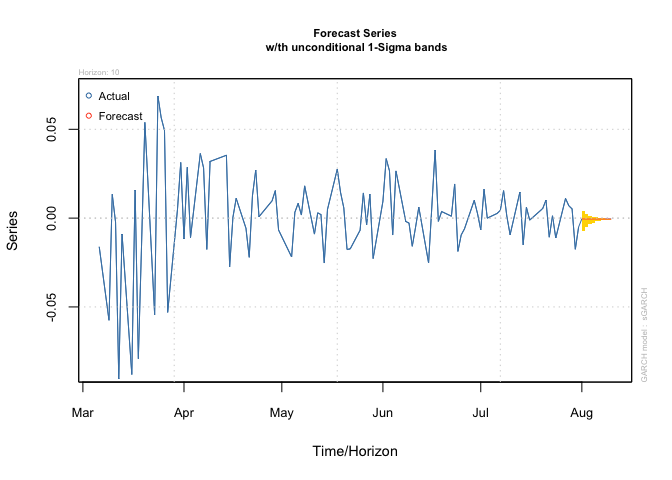 Forecast Series
w/th unconditional 1-Sigma bands
Horizon: 10
Actual
Forecast
Series
0.05
0.00
-0.05
Mar
Apr
May
Jun
Jul
Aug
Time/Horizon
GARCH model : sGARCH